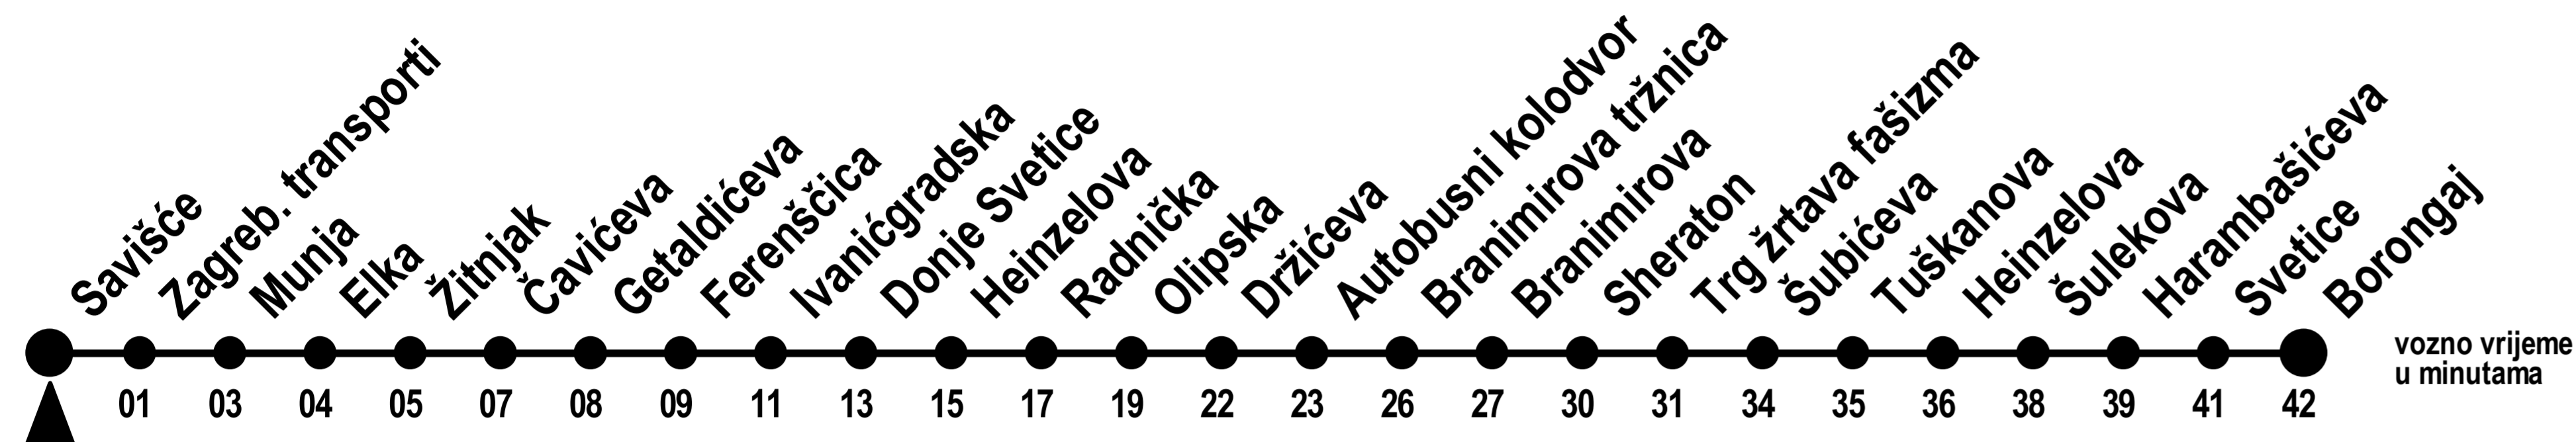 Savišće
Zagreb. transporti
Munja
Elka
Žitnjak
Čavićeva
Getaldićeva
Ferenščica
Ivanićgradska
Donje Svetice
Heinzelova
Radnička
Olipska
Držićeva
Autobusni kolodvor
Branimirova tržnica
Branimirova
Sheraton
Trg žrtava fašizma
Šubićeva
Tuškanova
Heinzelova
Šulekova
Harambašićeva
Svetice
Borongaj
01 03 04 05 07 08 09 11 13 15 17 19 22 23 26 27 30 31 34 35 36 38 39 41 42
vozno vrijeme
u minutama